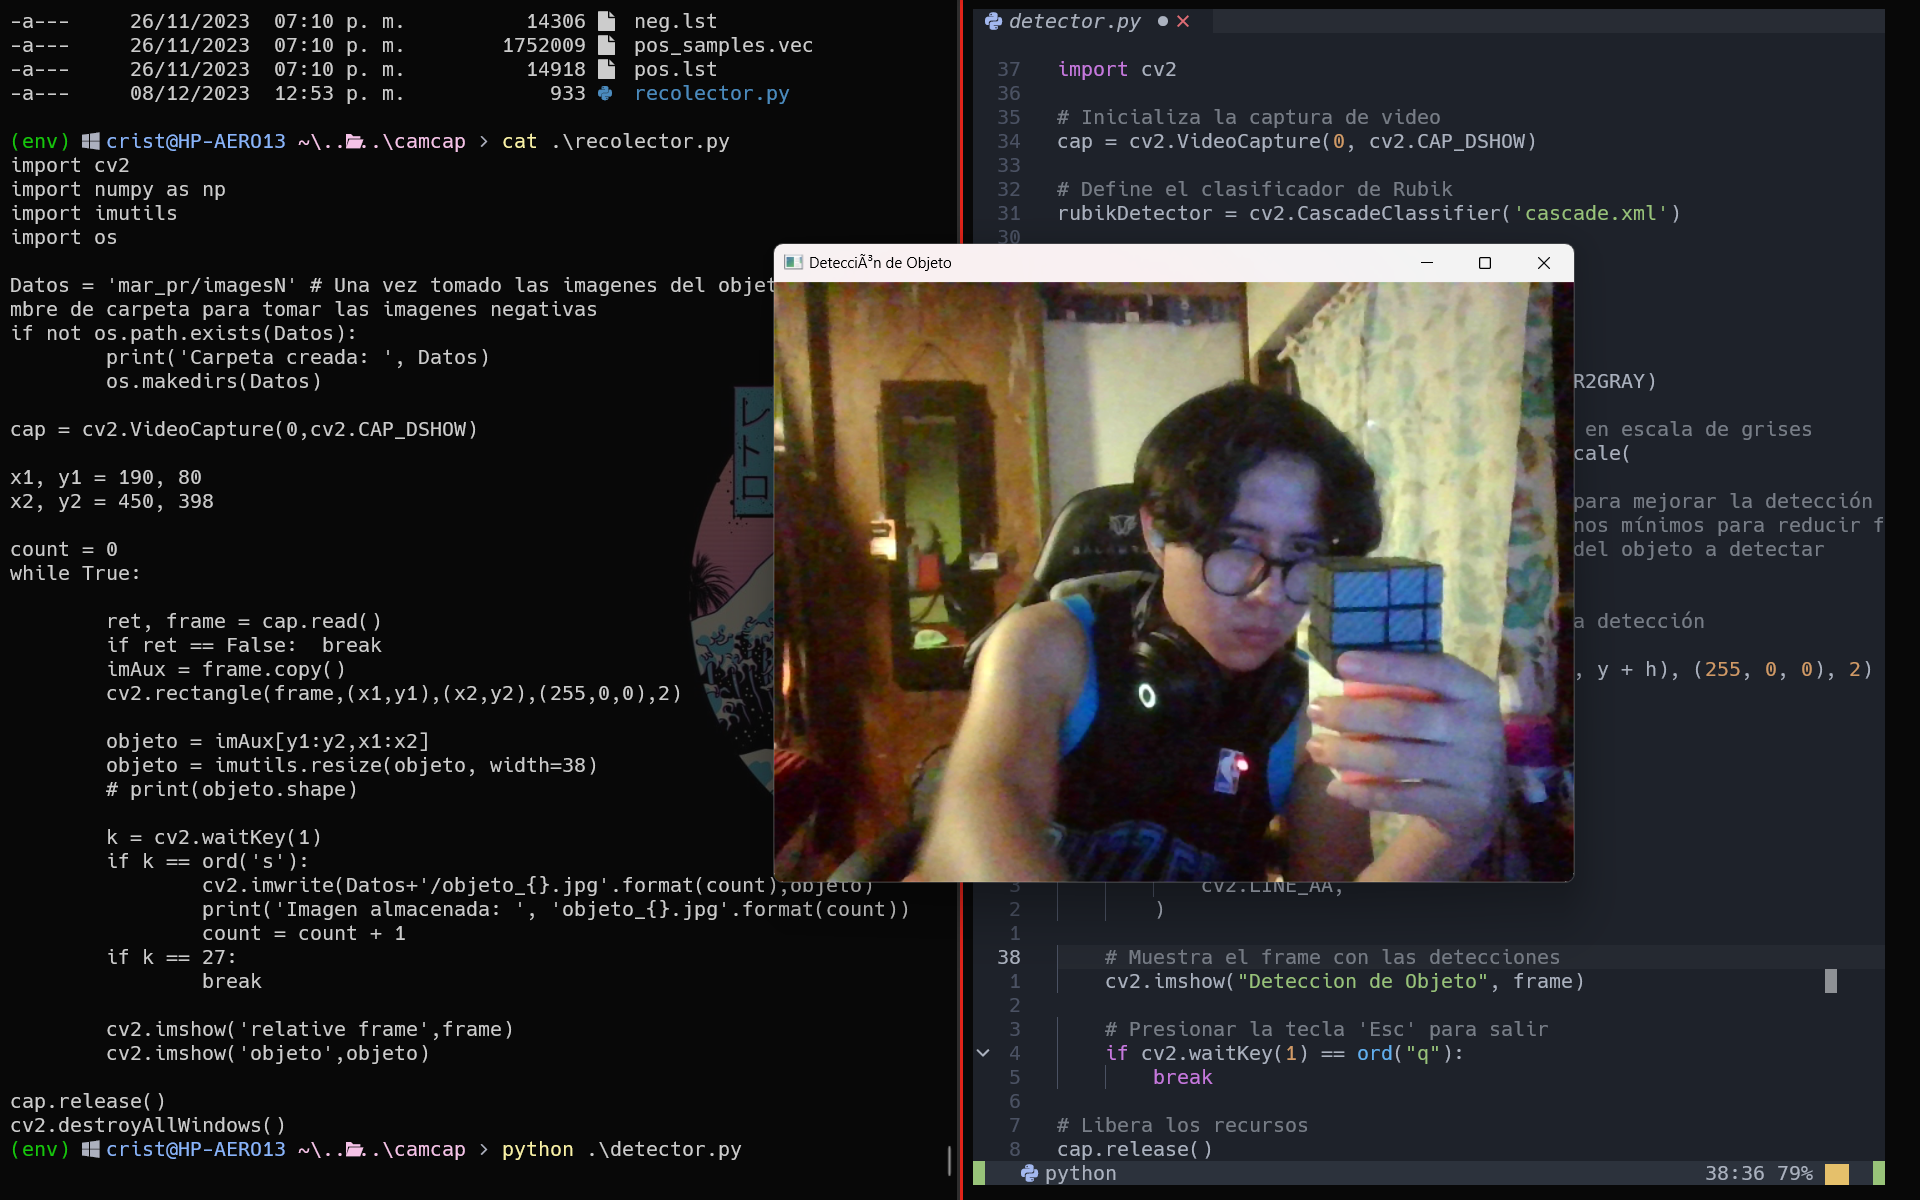 -a---     26/11/2023  07:10 p. m.          14306  neg.lst
-a---     26/11/2023  07:10 p. m.        1752009  pos_samples.vec
-a---     26/11/2023  07:10 p. m.          14918  pos.lst
-a---     08/12/2023  12:53 p. m.            933  recolector.py
(env) crist@HP-AERO13 ~\..\..\camcap > cat .\recolector.py
import cv2
import numpy as np
import imutils
import os
Datos = 'mar_pr/imagesN' # Una vez tomado las imagenes del
mbre de carpeta para tomar las imagenes negativas
if not os.path.exists(Datos):
        print('Carpeta creada: ', Datos)
        os.makedirs(Datos)
cap = cv2.VideoCapture(0,cv2.CAP_DSHOW)
x1, y1 = 190, 80
x2, y2 = 450, 398
count = 0
while True:
        ret, frame = cap.read()
        if ret == False:  break
        imAux = frame.copy()
        cv2.rectangle(frame,(x1,y1),(x2,y2),(255,0,0),2)
        objeto = imAux[y1:y2,x1:x2]
        objeto = imutils.resize(objeto, width=38)
        # print(objeto.shape)
        k = cv2.waitKey(1)
        if k == ord('s'):
                cv2.imwrite(Datos+'/objeto_{}.jpg'.format(count),objeto)
                print('Imagen almacenada: ', 'objeto_{}.jpg'.format(count))
                count = count + 1
        if k == 27:
                break
        cv2.imshow('relative frame',frame)
        cv2.imshow('objeto',objeto)
cap.release()
cv2.destroyAllWindows()
(env) crist@HP-AERO13 ~\..\..\camcap > python .\detector.py
レトロ
detector.py ● ×
37   import cv2
36
35   # Inicializa la captura de video
34   cap = cv2.VideoCapture(0, cv2.CAP_DSHOW)
33
32   # Define el clasificador de Rubik
31   rubikDetector = cv2.CascadeClassifier('cascade.xml')
30
DetecciÃ³n de Objeto
R2GRAY)
en escala de grises
cale(
para mejorar la detección
nos mínimos para reducir f
del objeto a detectar
a detección
, y + h), (255, 0, 0), 2)
3            cv2.LINE_AA,
2        )
1
38       # Muestra el frame con las detecciones
1        cv2.imshow("Deteccion de Objeto", frame)
2
3        # Presionar la tecla 'Esc' para salir
4        if cv2.waitKey(1) == ord("q"):
5            break
6
7    # Libera los recursos
8    cap.release()
python   38:36 79%